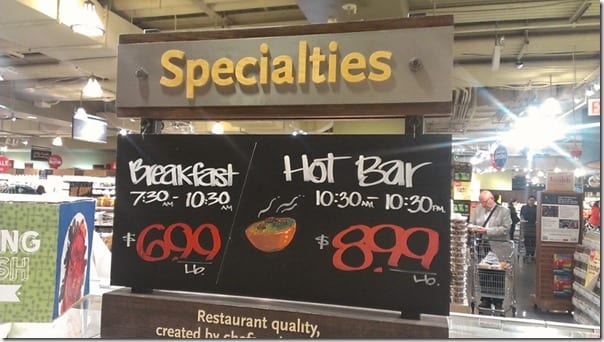 Specialties
Breakfast
7:30AM - 10:30AM
$6.99
Lb.
Hot Bar
10:30AM 10:30PM
$8.99
Lb.
Restaurant quality,
created by
NG
SH